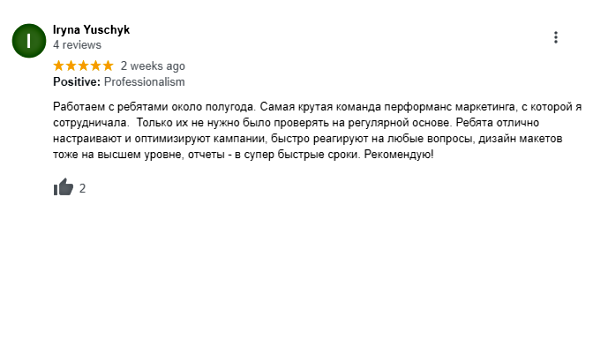 I
Iryna Yuschyk
4 reviews
★★★★★ 2 weeks ago
Positive: Professionalism
Работаем с ребятами около полугода. Самая крутая команда перформанс маркетинга, с которой я
сотрудничала. Только их не нужно было проверять на регулярной основе. Ребята отлично
настраивают и оптимизируют кампании, быстро реагируют на любые вопросы, дизайн макетов
тоже на высшем уровне, отчеты - в супер быстрые сроки. Рекомендую!
2